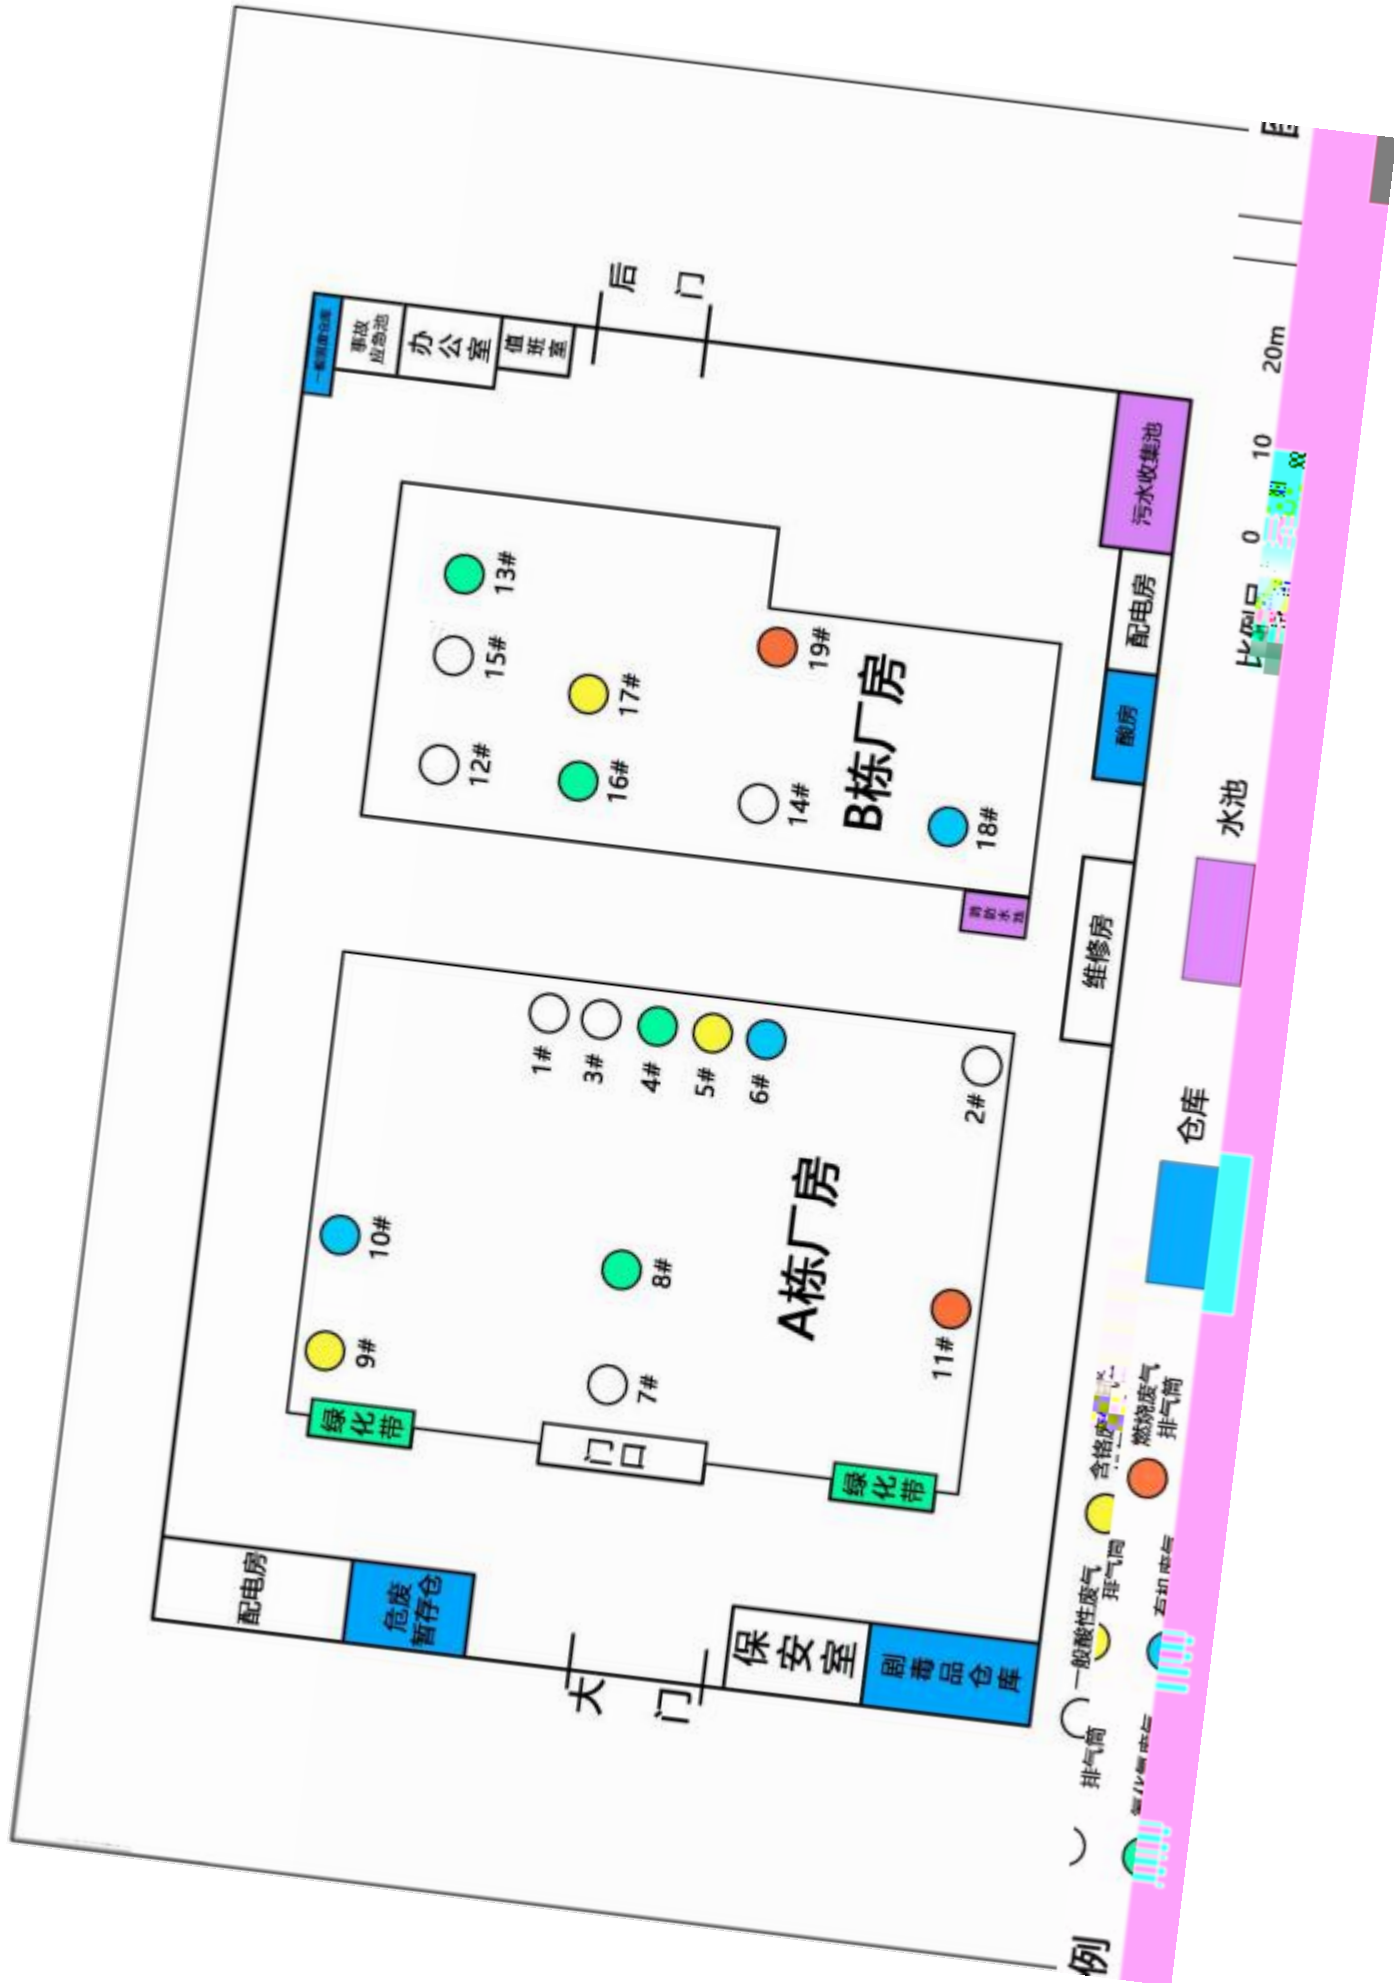 后门
事故
应急池
办公室
值班室
污水收集池
配电房
酸房
维修房
13#
15#
12#
17#
16#
19#
14#
18#
B栋厂房
1#
3#
4#
5#
6#
2#
10#
9#
8#
7#
11#
A栋厂房
绿化带
门口
绿化带
配电房
危废
暂存仓
大门
保安室
剧毒品仓库
0
10
20m
水池
仓库
燃烧废气
排气筒
一般酸性废气
排气筒
排气筒
例